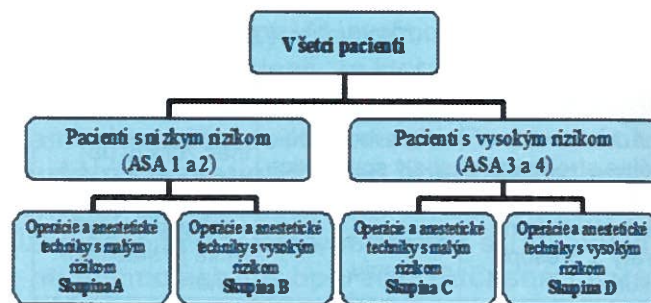 Všetci pacienti
Pacienti s nízkym rizikom
(ASA 1 a 2)
Pacienti s vysokým rizikom
(ASA 3 a 4)
Operácie a anestetické
techniky s malým
rizikom
Skupina A
Operácie a anestetické
techniky s vysokým
rizikom
Skupina B
Operácie a anestetické
techniky s malým
rizikom
Skupina C
Operácie a anestetické
techniky s vysokým
rizikom
Skupina D